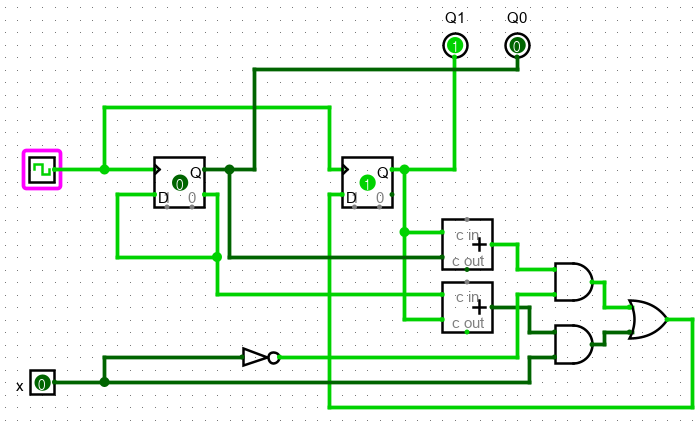 Q1 Q0
1 0
Q Q
0 1
D 0 D 0
c in
+
c out
c in
+
c out
x 0